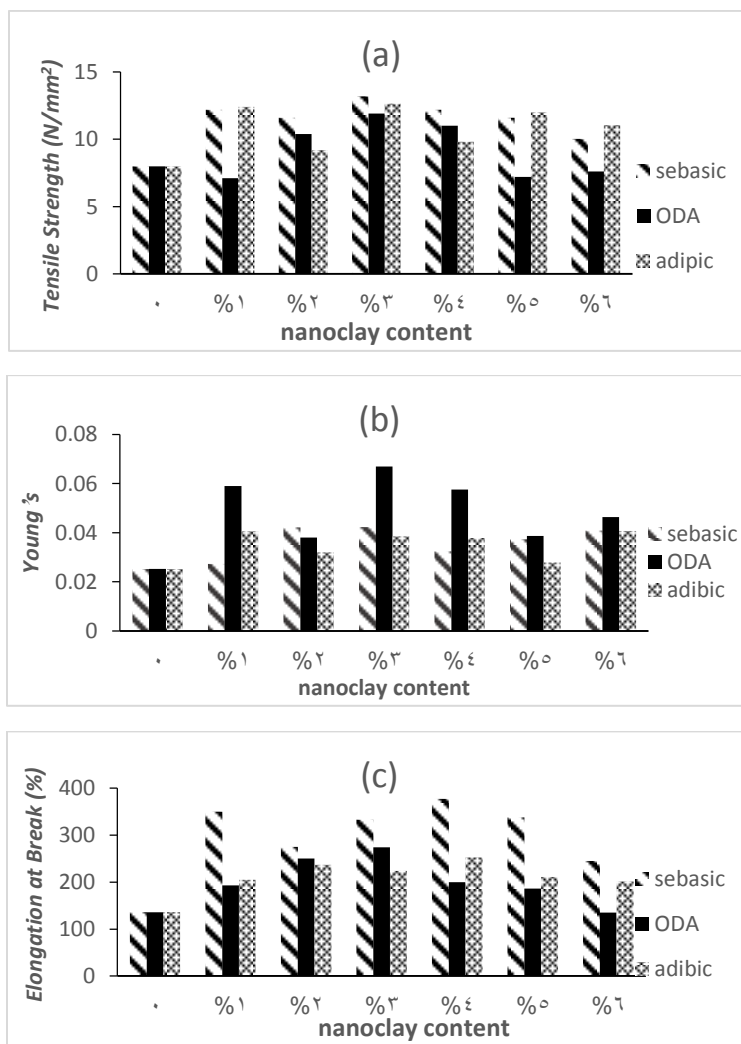 (a)
Tensile Strength (N/mm²)
15
10
5
0
٠ %١ %٢ %٣ %٤ %٥ %٦
nanoclay content
sebasic
ODA
adipic
(b)
Young's
0.08
0.06
0.04
0.02
0
٠ %١ %٢ %٣ %٤ %٥ %٦
nanoclay content
sebasic
ODA
adibic
(c)
Elongation at Break (%)
400
300
200
100
0
٠ %١ %٢ %٣ %٤ %٥ %٦
nanoclay content
sebasic
ODA
adibic